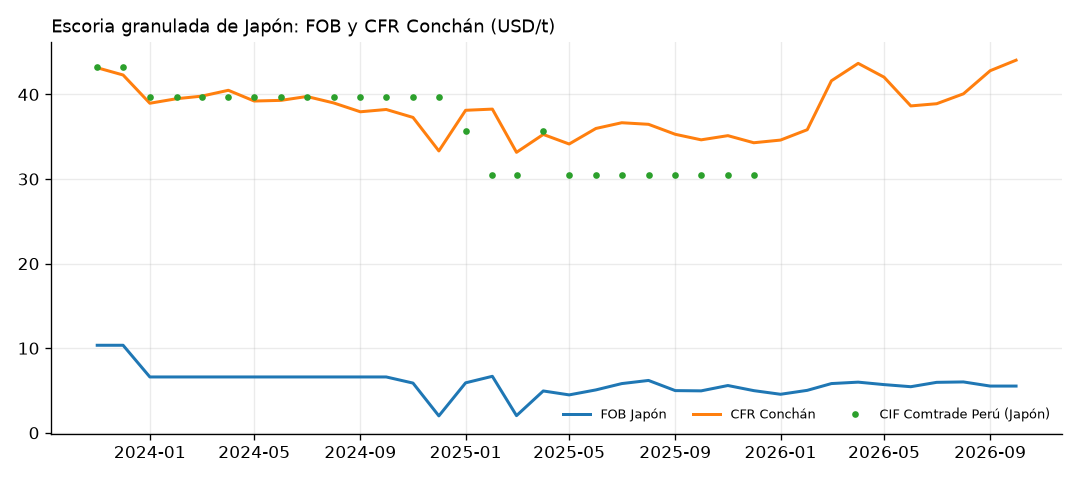 Escoria granulada de Japón: FOB y CFR Conchán (USD/t)
40
30
20
10
0
FOB Japón CFR Conchán CIF Comtrade Perú (Japón)
2024-01 2024-05 2024-09 2025-01 2025-05 2025-09 2026-01 2026-05 2026-09